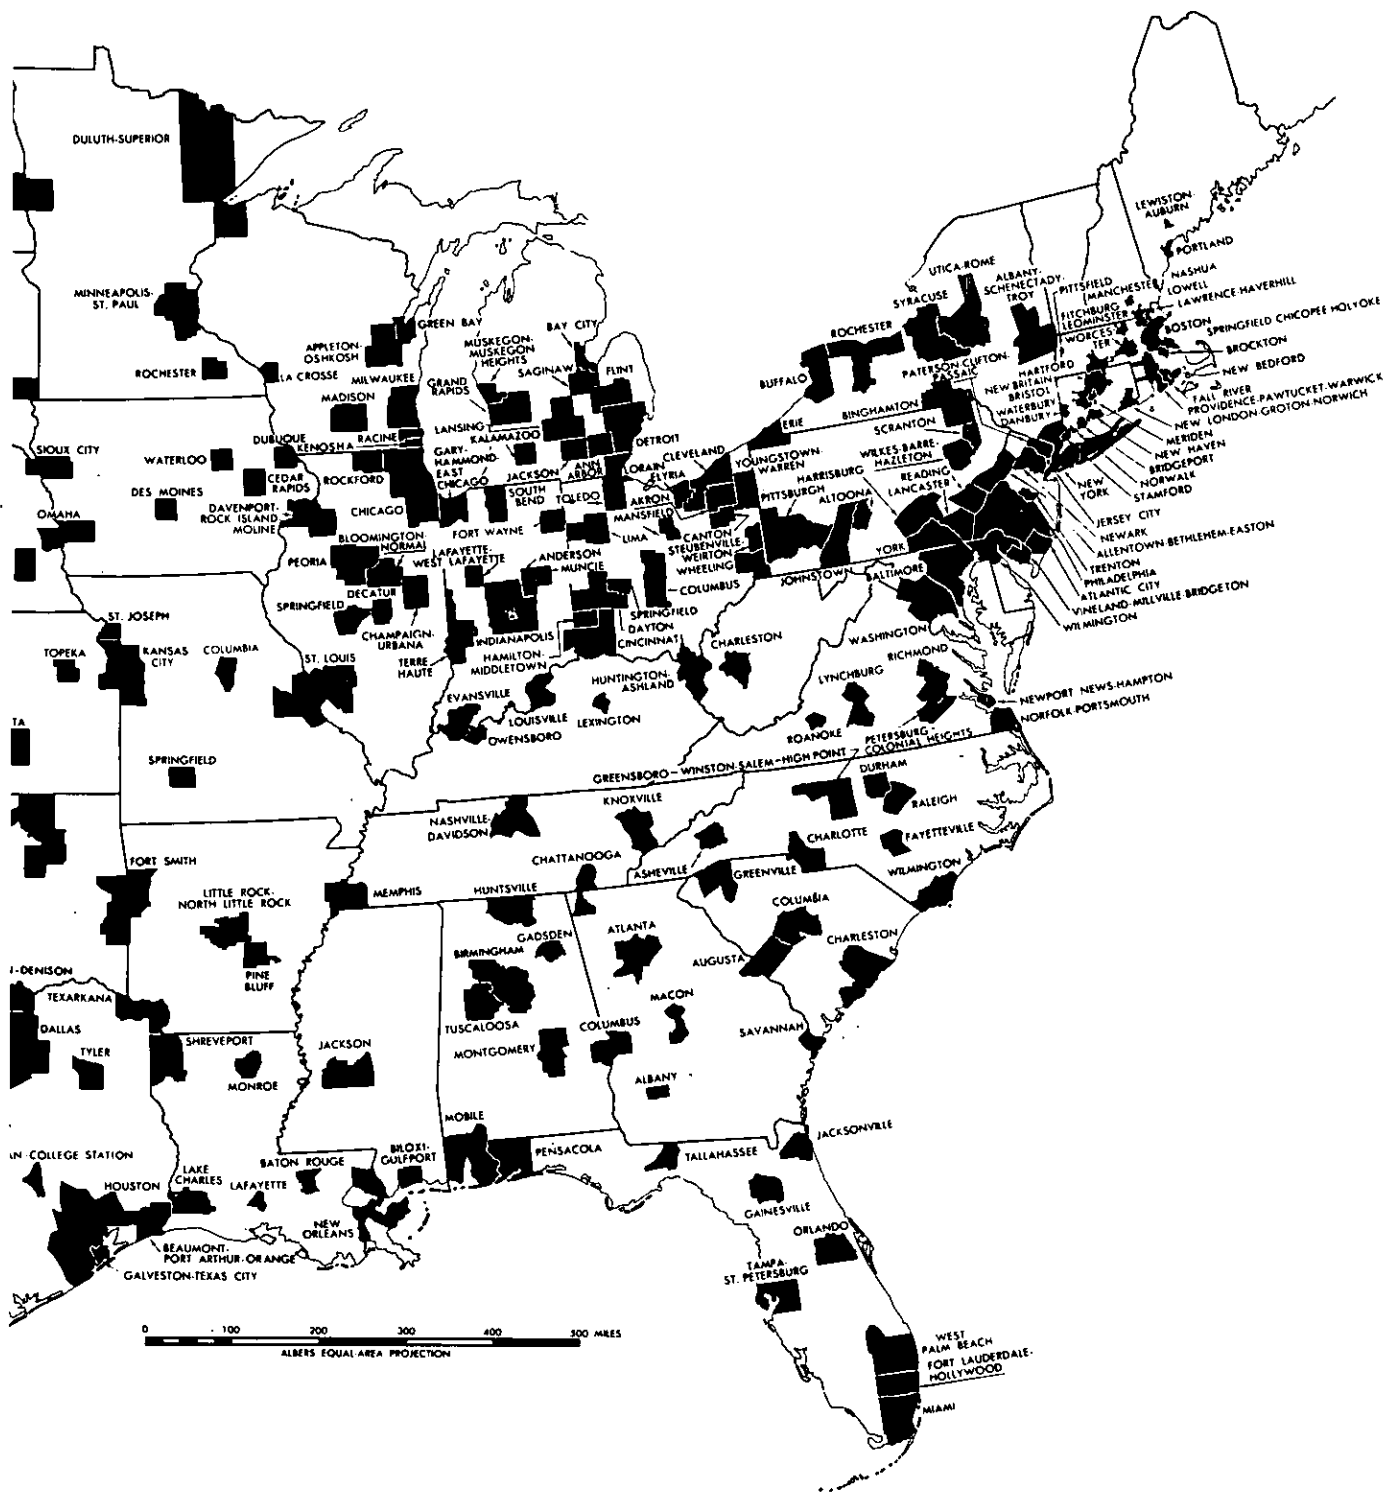 DULUTH-SUPERIOR
MINNEAPOLIS-
ST. PAUL
ROCHESTER
LA CROSSE
APPLETON-
OSHKOSH
GREEN BAY
MILWAUKEE
MADISON
MUSKEGON-
MUSKEGON
HEIGHTS
GRAND
RAPIDS
BAY CITY
SAGINAW
FLINT
LANSING
KALAMAZOO
DETROIT
JACKSON
ANN
ARBOR
DUBUQUE
KENOSHA
RACINE
GARY-
HAMMOND-
EAST
CHICAGO
SIOUX CITY
WATERLOO
CEDAR
RAPIDS
DES MOINES
DAVENPORT-
ROCK ISLAND
MOLINE
ROCKFORD
CHICAGO
OMAHA
SOUTH
BEND
FORT WAYNE
TOLEDO
LORAIN
ELYRIA
CLEVELAND
AKRON
MANSFIELD
LIMA
CANTON
YOUNGSTOWN-
WARREN
STEUBENVILLE-
WEIRTON
WHEELING
PITTSBURGH
ALTOONA
JOHNSTOWN
ERIE
BUFFALO
ROCHESTER
SYRACUSE
UTICA-ROME
ALBANY-
SCHENECTADY-
TROY
BINGHAMTON
SCRANTON
WILKES-BARRE-
HAZLETON
HARRISBURG
READING
LANCASTER
YORK
PATERSON-CLIFTON-
PASSAIC
LEWISTON-
AUBURN
PORTLAND
NASHUA
PITTSFIELD
(MANCHESTER
LOWELL
FITCHBURG
LEOMINSTER
LAWRENCE-HAVERHILL
WORCES
TER
BOSTON
SPRINGFIELD CHICOPEE HOLYOKE
BROCKTON
NEW BEDFORD
FALL RIVER
PROVIDENCE-PAWTUCKET-WARWICK
NEW LONDON-GROTON-NORWICH
HARTFORD
NEW BRITAIN
BRISTOL
WATERBURY
DANBURY
MERIDEN
NEW HAVEN
BRIDGEPORT
NORWALK
STAMFORD
NEW
YORK
JERSEY CITY
NEWARK
ALLENTOWN-BETHLEHEM-EASTON
TRENTON
PHILADELPHIA
ATLANTIC CITY
VINELAND-MILLVILLE-BRIDGETON
WILMINGTON
BALTIMORE
WASHINGTON
PEORIA
BLOOMINGTON-
NORMAL
LAFAYETTE-
WEST LAFAYETTE
ANDERSON
MUNCIE
COLUMBUS
SPRINGFIELD
DECATUR
CHAMPAIGN-
URBANA
TERRE
HAUTE
INDIANAPOLIS
HAMILTON-
MIDDLETOWN
SPRINGFIELD
DAYTON
CINCINNATI
ST. JOSEPH
TOPEKA
KANSAS
CITY
COLUMBIA
ST. LOUIS
EVANSVILLE
LOUISVILLE
OWENSBORO
LEXINGTON
HUNTINGTON-
ASHLAND
CHARLESTON
LYNCHBURG
RICHMOND
NEWPORT NEWS-HAMPTON
NORFOLK-PORTSMOUTH
ROANOKE
PETERSBURG-
COLONIAL HEIGHTS
TA
SPRINGFIELD
GREENSBORO-WINSTON-SALEM-HIGH POINT
DURHAM
RALEIGH
KNOXVILLE
NASHVILLE-
DAVIDSON
CHATTANOOGA
CHARLOTTE
FAYETTEVILLE
ASHEVILLE
GREENVILLE
WILMINGTON
FORT SMITH
LITTLE ROCK-
NORTH LITTLE ROCK
MEMPHIS
HUNTSVILLE
COLUMBIA
CHARLESTON
GADSDEN
BIRMINGHAM
ATLANTA
AUGUSTA
PINE
BLUFF
N-DENISON
TEXARKANA
DALLAS
TYLER
SHREVEPORT
MONROE
JACKSON
TUSCALOOSA
MONTGOMERY
COLUMBUS
MACON
SAVANNAH
ALBANY
MOBILE
PENSACOLA
TALLAHASSEE
JACKSONVILLE
AN-COLLEGE STATION
HOUSTON
LAKE
CHARLES
LAFAYETTE
BATON ROUGE
BILOXI-
GULFPORT
NEW
ORLEANS
GAINESVILLE
ORLANDO
BEAUMONT-
PORT ARTHUR-ORANGE
GALVESTON-TEXAS CITY
TAMPA-
ST. PETERSBURG
WEST
PALM BEACH
FORT LAUDERDALE-
HOLLYWOOD
MIAMI
0 100 200 300 400 500 MILES
ALBERS EQUAL-AREA PROJECTION